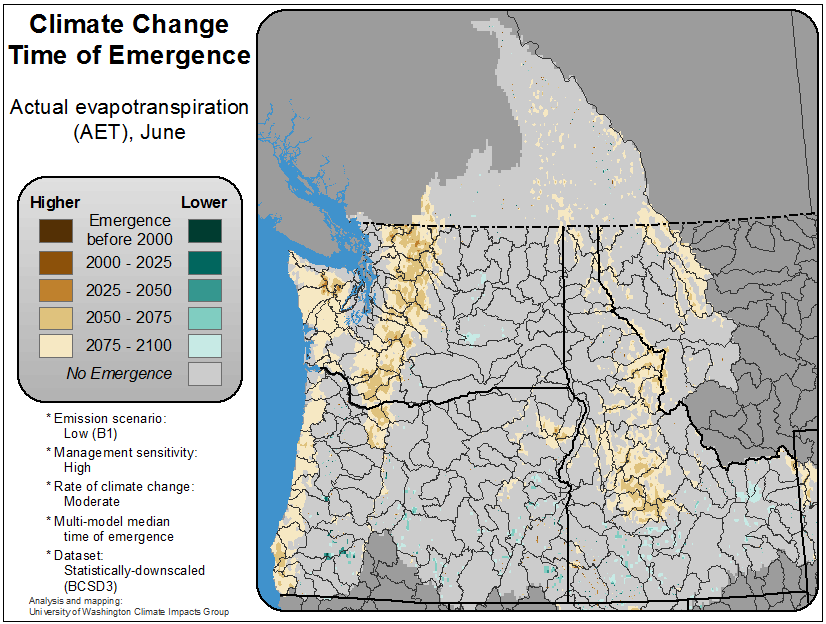 Climate Change
Time of Emergence
Actual evapotranspiration
(AET), June
Higher
Lower
Emergence
before 2000
2000 - 2025
2025 - 2050
2050 - 2075
2075 - 2100
No Emergence
* Emission scenario:
Low (B1)
* Management sensitivity:
High
* Rate of climate change:
Moderate
* Multi-model median
time of emergence
* Dataset:
Statistically-downscaled
(BCSD3)
Analysis and mapping:
University of Washington Climate Impacts Group